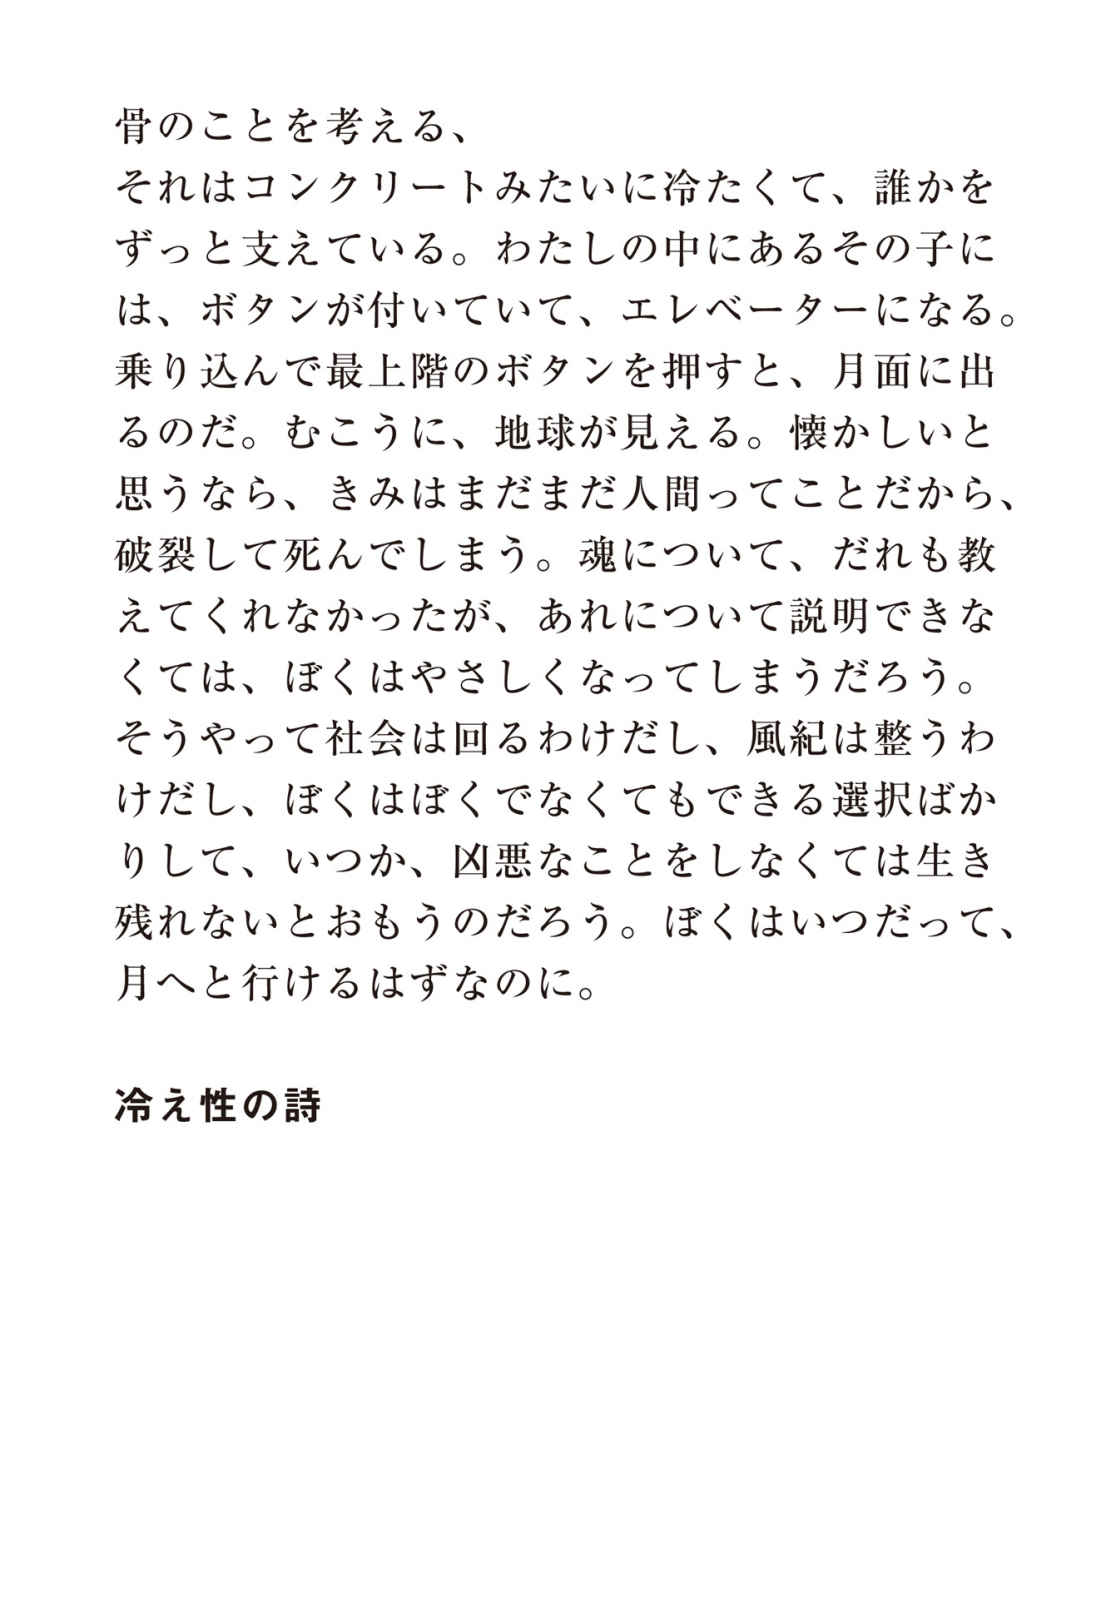 骨のことを考える、
それはコンクリートみたいに冷たくて、誰かを
ずっと支えている。わたしの中にあるその子に
は、ボタンが付いていて、エレベーターになる。
乗り込んで最上階のボタンを押すと、月面に出
るのだ。むこうに、地球が見える。懐かしいと
思うなら、きみはまだまだ人間ってことだから、
破裂して死んでしまう。魂について、だれも教
えてくれなかったが、あれについて説明できな
くては、ぼくはやさしくなってしまうだろう。
そうやって社会は回るわけだし、風紀は整うわ
けだし、ぼくはぼくでなくてもできる選択ばか
りして、いつか、凶悪なことをしなくては生き
残れないとおもうのだろう。ぼくはいつだって、
月へと行けるはずなのに。
冷え性の詩